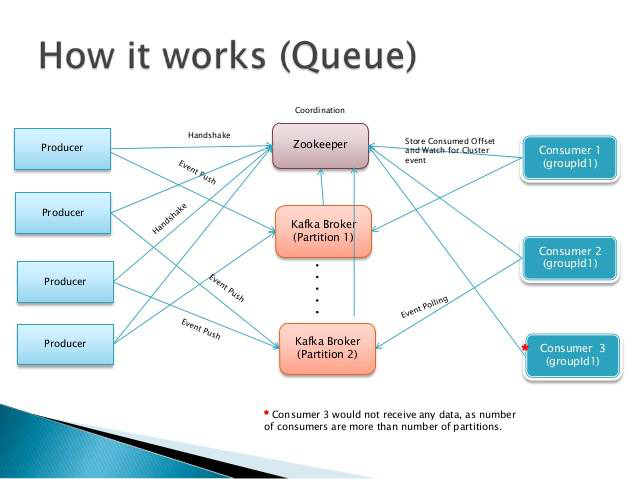 How it works (Queue)
Coordination
Producer
Handshake
Zookeeper
Store Consumed Offset
and Watch for Cluster
event
Consumer 1
(groupId1)
Event Push
Producer
Handshake
Kafka Broker
(Partition 1)
Consumer 2
(groupId1)
Producer
Event Push
Event Polling
Event Push
Producer
Kafka Broker
(Partition 2)
* Consumer 3
(groupId1)
* Consumer 3 would not receive any data, as number
of consumers are more than number of partitions.